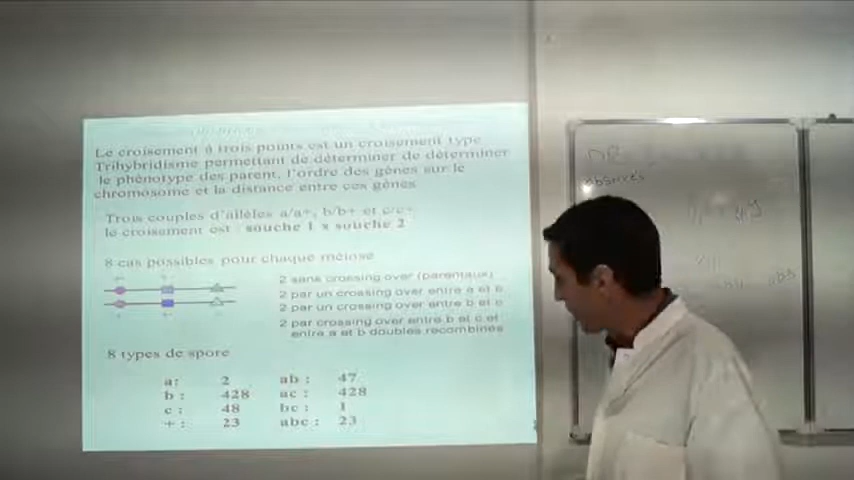 Le croisement à trois points est un croisement type
Trihybridisme permettant de déterminer de déterminer
le phénotype des parent, l'ordre des gènes sur le
chromosome et la distance entre ces gènes
Trois couples d'allèles a/a+, b/b+ et c/c+
le croisement est : souche 1 x souche 2
8 cas possibles pour chaque méiose
2 sans crossing over (parentaux)
2 par un crossing over entre a et b
2 par un crossing over entre b et c
2 par crossing over entre b et c et
entre a et b doubles recombinés
8 types de spore
a: 2 ab : 47
b : 428 ac : 428
c : 48 bc : 1
+ : 23 abc : 23
observés
abs